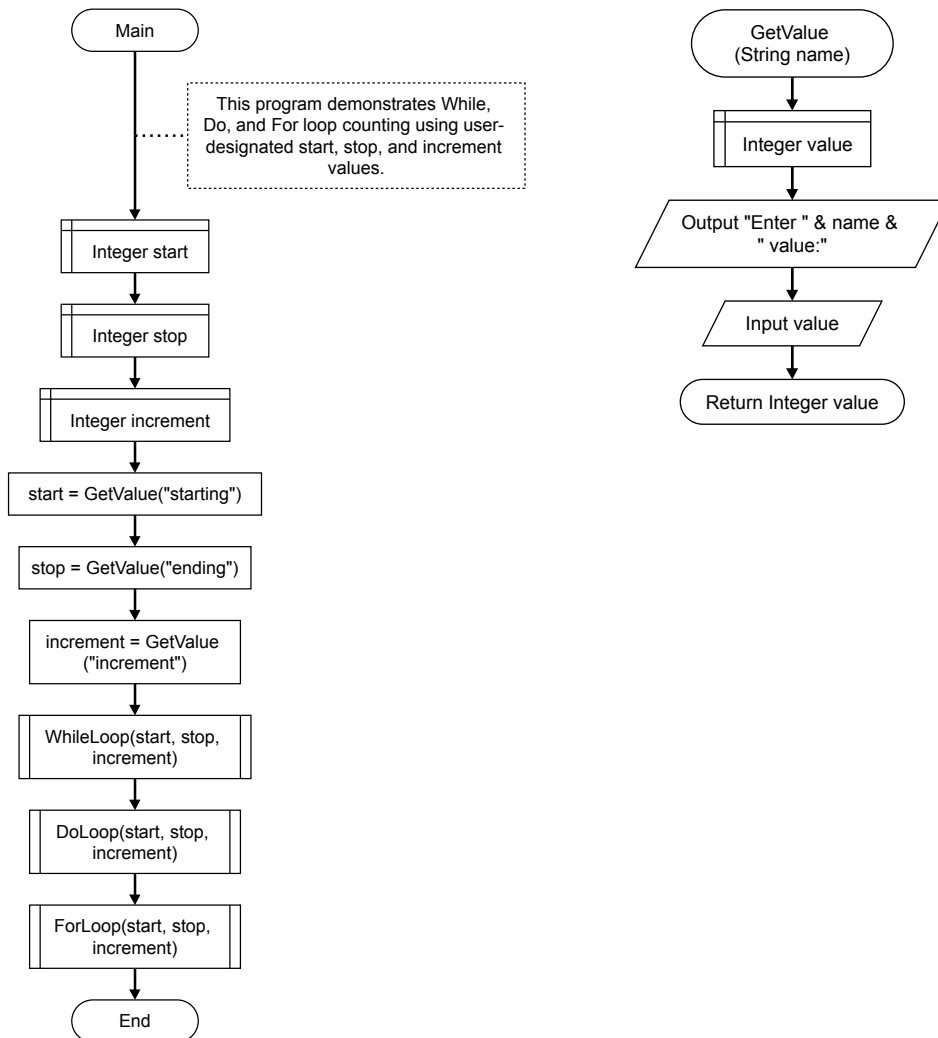 Main
This program demonstrates While,
Do, and For loop counting using user-
designated start, stop, and increment
values.
Integer start
Integer stop
Integer increment
start = GetValue("starting")
stop = GetValue("ending")
increment = GetValue
("increment")
WhileLoop(start, stop,
increment)
DoLoop(start, stop,
increment)
ForLoop(start, stop,
increment)
End
GetValue
(String name)
Integer value
Output "Enter " & name &
" value:"
Input value
Return Integer value